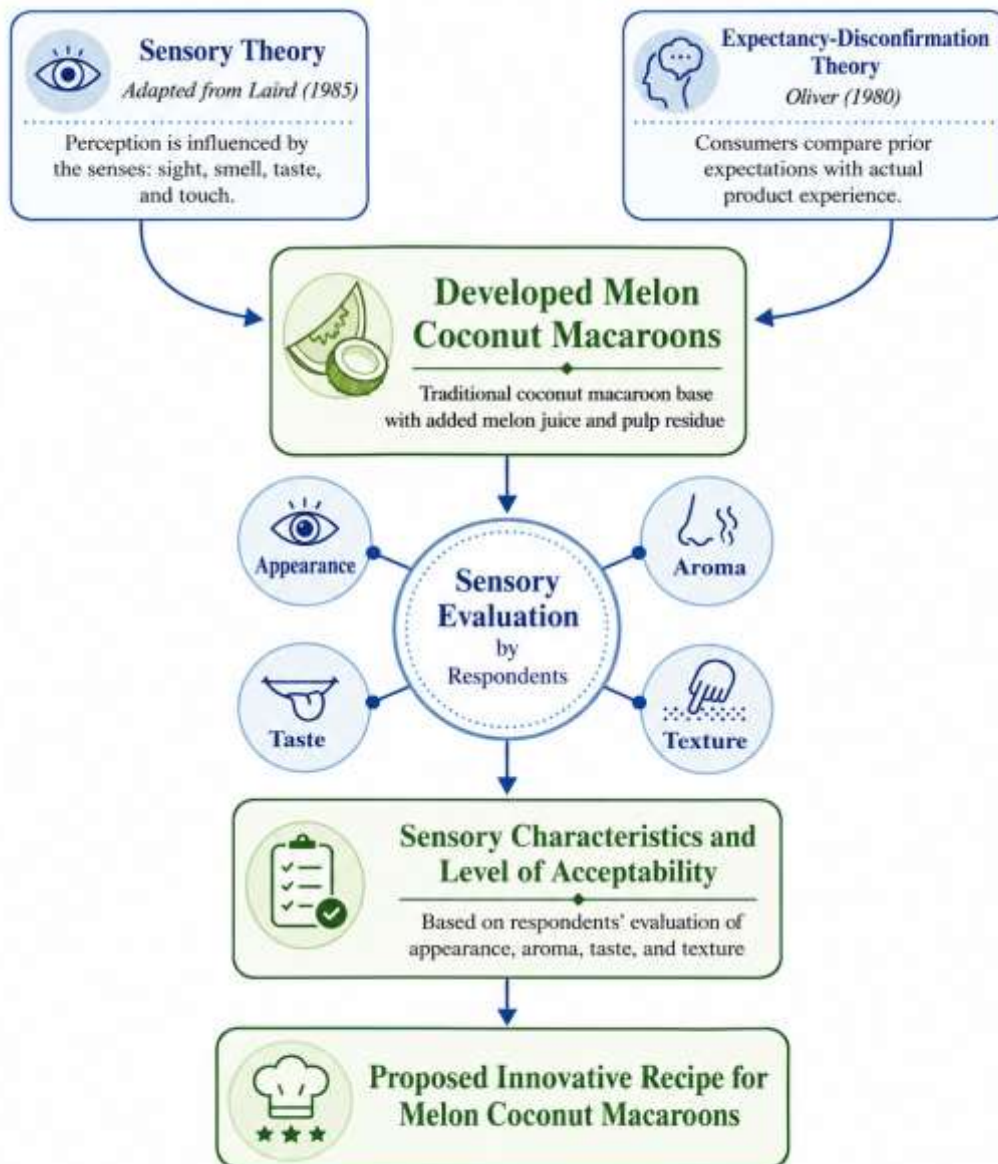 Sensory Theory
Adapted from Laird (1985)
Perception is influenced by
the senses: sight, smell, taste,
and touch.
Expectancy-Disconfirmation
Theory
Oliver (1980)
Consumers compare prior
expectations with actual
product experience.
Developed Melon
Coconut Macaroons
Traditional coconut macaroon base
with added melon juice and pulp residue
Appearance
Aroma
Sensory
Evaluation
by
Respondents
Taste
Texture
Sensory Characteristics and
Level of Acceptability
Based on respondents' evaluation of
appearance, aroma, taste, and texture
Proposed Innovative Recipe for
Melon Coconut Macaroons